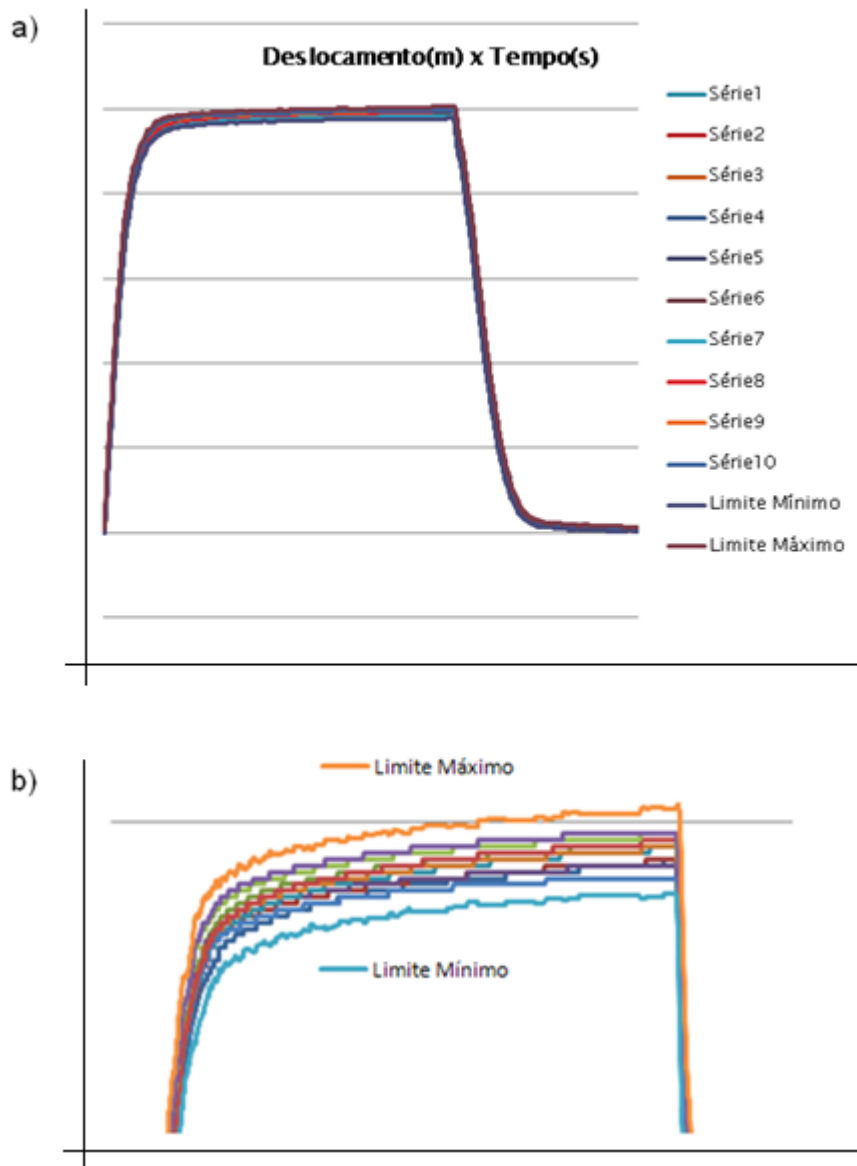 a)
Deslocamento(m) x Tempo(s)
Série1
Série2
Série3
Série4
Série5
Série6
Série7
Série8
Série9
Série10
Limite Mínimo
Limite Máximo
b)
Limite Máximo
Limite Mínimo